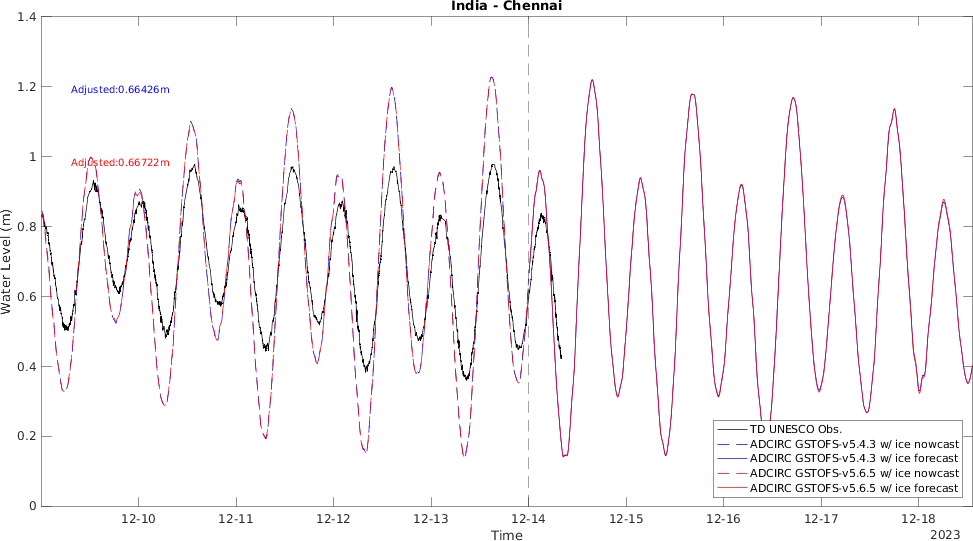 India - Chennai
1.4
1.2
1
0.8
0.6
0.4
0.2
0
Water Level (m)
Adjusted:0.66426m
Adjusted:0.66722m
TD UNESCO Obs.
ADCIRC GSTOFS-v5.4.3 w/ ice nowcast
ADCIRC GSTOFS-v5.4.3 w/ ice forecast
ADCIRC GSTOFS-v5.6.5 w/ ice nowcast
ADCIRC GSTOFS-v5.6.5 w/ ice forecast
12-10 12-11 12-12 12-13 12-14 12-15 12-16 12-17 12-18
Time
2023